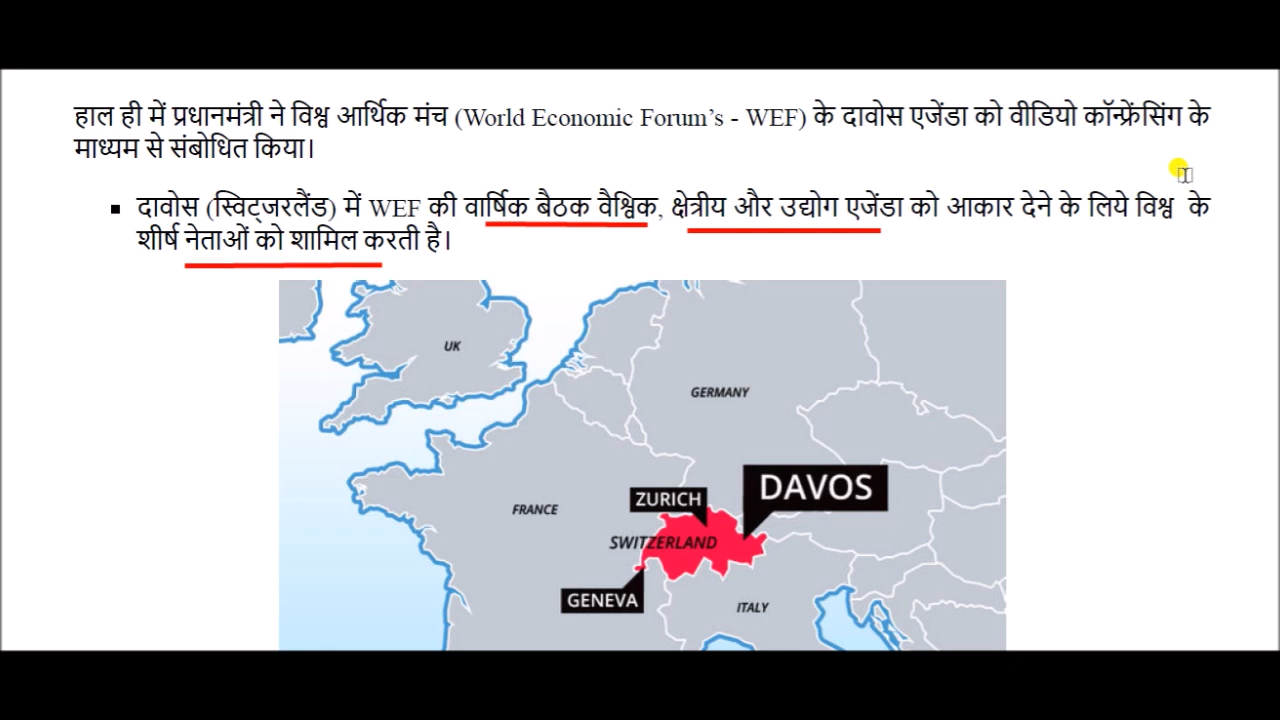 हाल ही में प्रधानमंत्री ने विश्व आर्थिक मंच (World Economic Forum’s - WEF) के दावोस एजेंडा को वीडियो कॉन्फ्रेंसिंग के
माध्यम से संबोधित किया।
▪ दावोस (स्विट्जरलैंड) में WEF की वार्षिक बैठक वैश्विक, क्षेत्रीय और उद्योग एजेंडा को आकार देने के लिये विश्व के
शीर्ष नेताओं को शामिल करती है।
UK
GERMANY
DAVOS
ZURICH
FRANCE
SWITZERLAND
GENEVA
ITALY